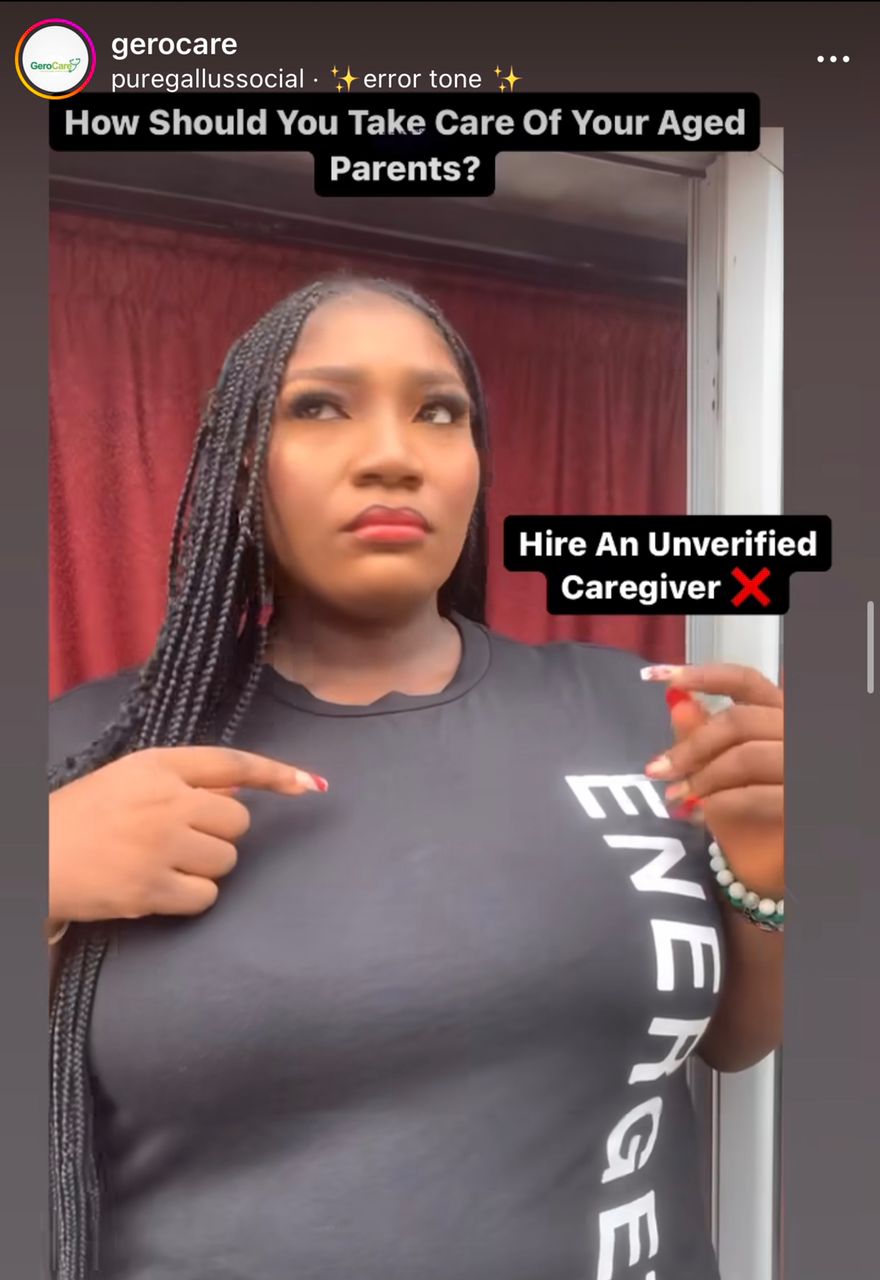 GeroCare
gerocare
puregallussocial · ✨error tone ✨
How Should You Take Care Of Your Aged
Parents?
Hire An Unverified
Caregiver ❌
ENERGE